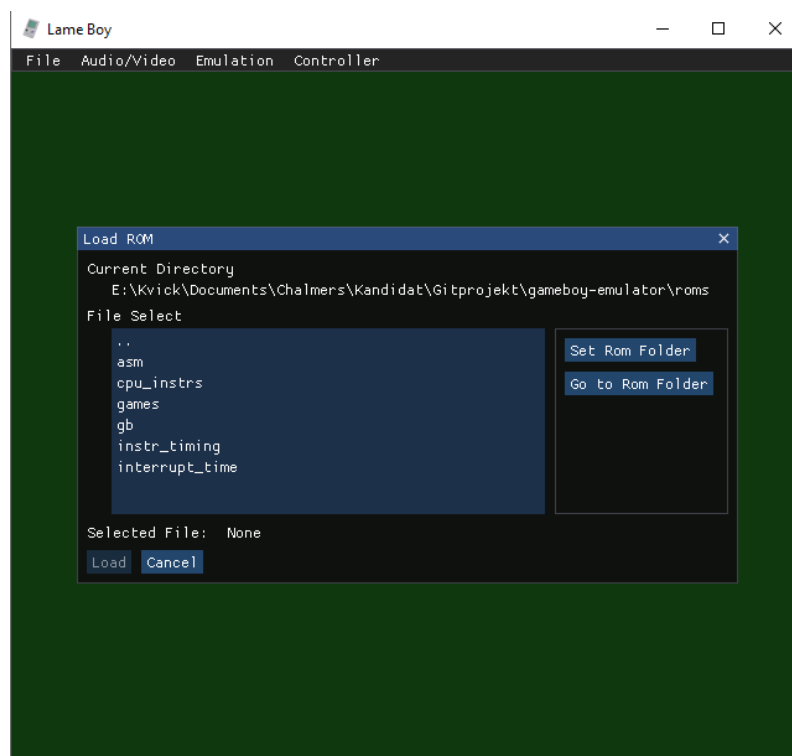 Lame Boy
File Audio/Video Emulation Controller
Load ROM
Current Directory
E:\Kvick\Documents\Chalmers\Kandidat\Gitprojekt\gameboy-emulator\roms
File Select
..
asm
cpu_instrs
games
gb
instr_timing
interrupt_time
Set Rom Folder
Go to Rom Folder
Selected File: None
Load Cancel